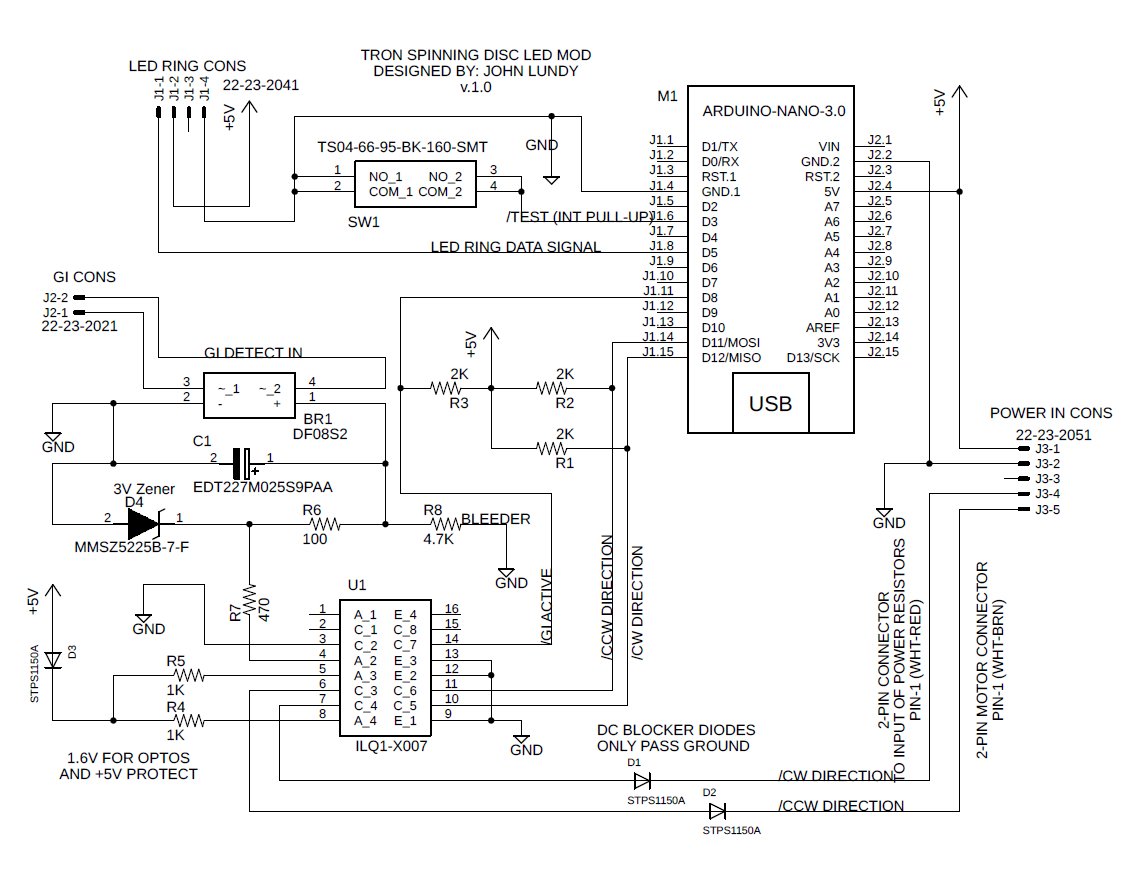 TRON SPINNING DISC LED MOD
DESIGNED BY: JOHN LUNDY
v.1.0
LED RING CONS
J1-1
J1-2
J1-3
J1-4
22-23-2041
+5V
TS04-66-95-BK-160-SMT
1
2
NO_1
COM_1
NO_2
COM_2
3
4
SW1
GND
/TEST (INT PULL-UP)
LED RING DATA SIGNAL
M1
ARDUINO-NANO-3.0
J1.1
J1.2
J1.3
J1.4
J1.5
J1.6
J1.7
J1.8
J1.9
J1.10
J1.11
J1.12
J1.13
J1.14
J1.15
D1/TX
D0/RX
RST.1
GND.1
D2
D3
D4
D5
D6
D7
D8
D9
D10
D11/MOSI
D12/MISO
VIN
GND.2
RST.2
5V
A7
A6
A5
A4
A3
A2
A1
A0
AREF
3V3
D13/SCK
J2.1
J2.2
J2.3
J2.4
J2.5
J2.6
J2.7
J2.8
J2.9
J2.10
J2.11
J2.12
J2.13
J2.14
J2.15
USB
+5V
GI CONS
J2-2
J2-1
22-23-2021
GI DETECT IN
3
2
~_1
-
~_2
+
4
1
BR1
DF08S2
GND
C1
2
1
+
EDT227M025S9PAA
3V Zener
D4
2
1
MMSZ5225B-7-F
R6
100
R8
4.7K
BLEEDER
GND
+5V
2K
R3
2K
R2
2K
R1
R7
470
POWER IN CONS
22-23-2051
J3-1
J3-2
J3-3
J3-4
J3-5
GND
2-PIN CONNECTOR
TO INPUT OF POWER RESISTORS
PIN-1 (WHT-RED)
2-PIN MOTOR CONNECTOR
PIN-1 (WHT-BRN)
/GI ACTIVE
/CCW DIRECTION
/CW DIRECTION
+5V
D3
STPS1150A
GND
R5
1K
R4
1K
1.6V FOR OPTOS
AND +5V PROTECT
U1
1
2
3
4
5
6
7
8
A_1
C_1
C_2
A_2
A_3
C_3
C_4
A_4
E_4
C_8
C_7
E_3
E_2
C_6
C_5
E_1
16
15
14
13
12
11
10
9
ILQ1-X007
GND
DC BLOCKER DIODES
ONLY PASS GROUND
D1
STPS1150A
/CW DIRECTION
D2
STPS1150A
/CCW DIRECTION